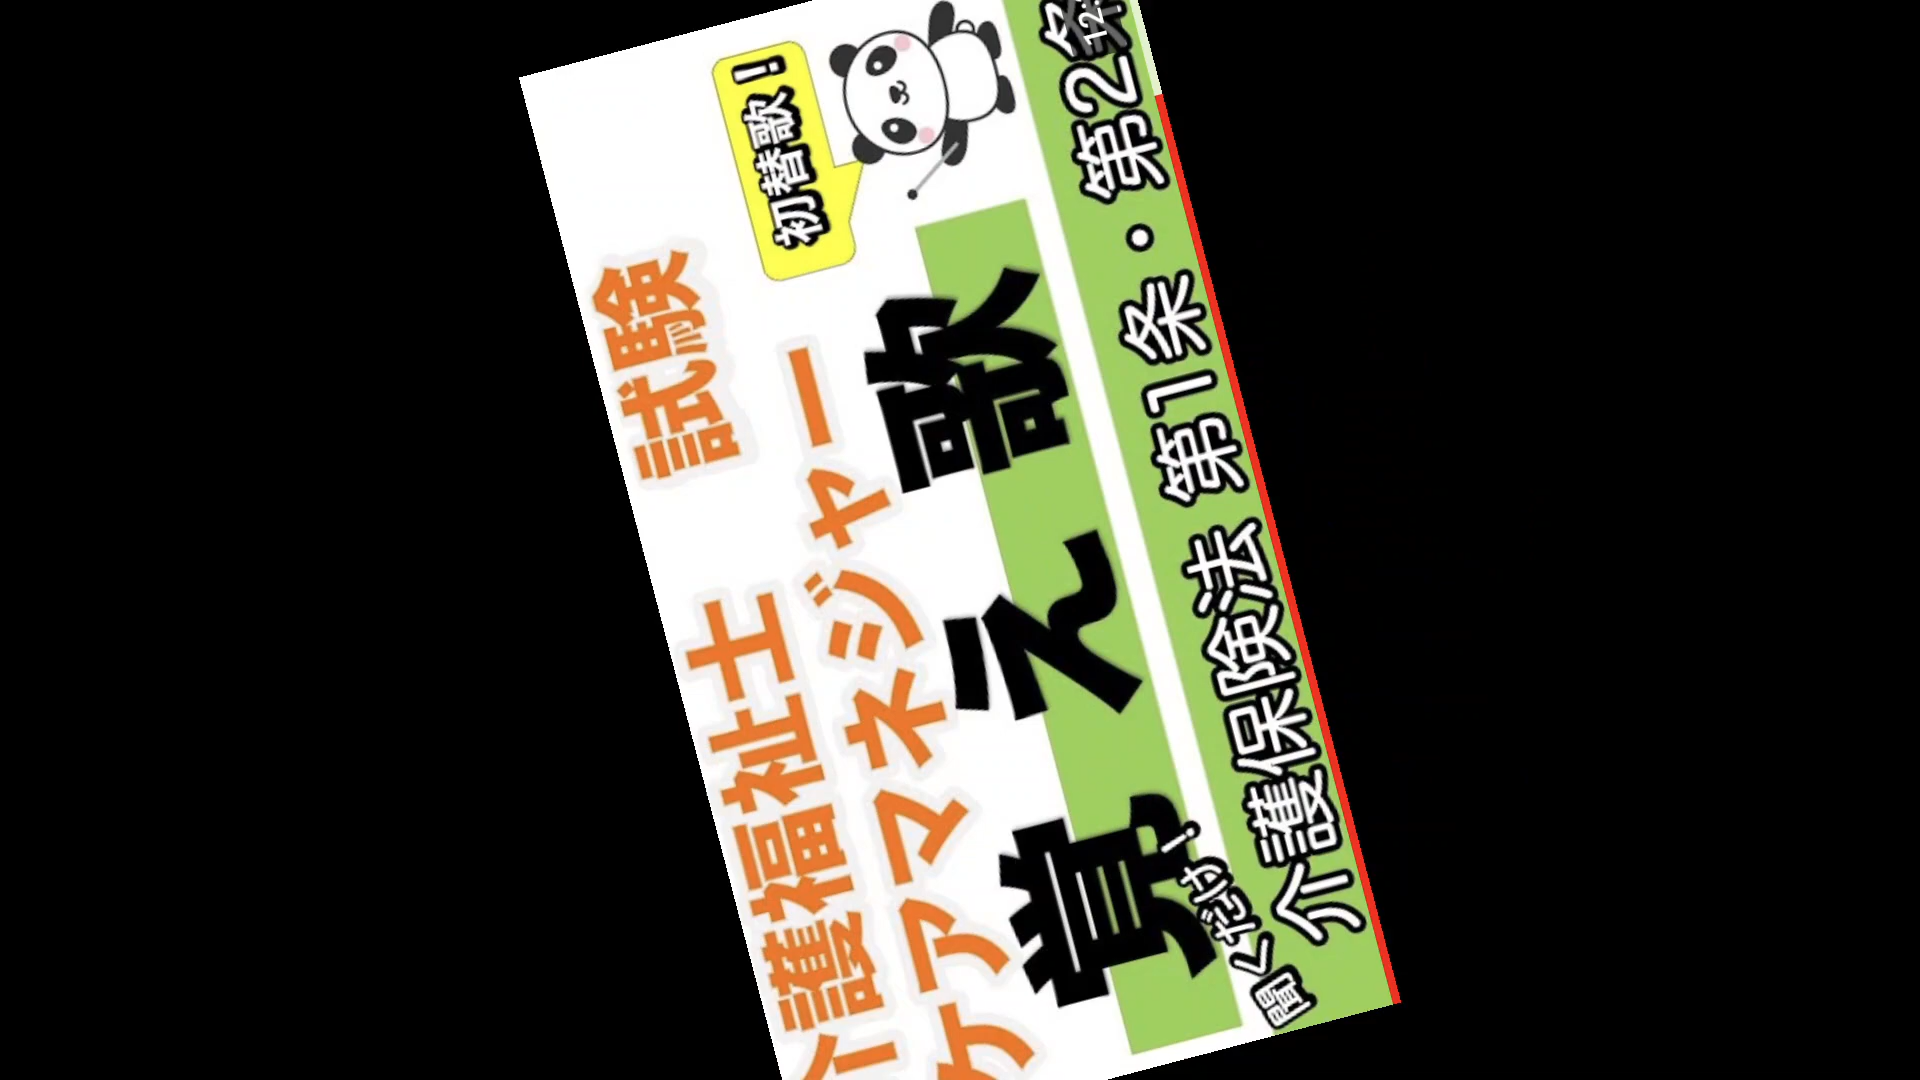 介護福祉士 試験
ケアマネジャー
初替歌！
覚え歌
聞くだけ！
介護保険法 第1条・第2条
12: